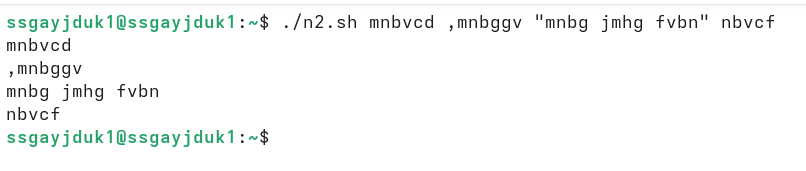 ssgayjduk1@ssgayjduk1:~$ ./n2.sh mnbvcd ,mnbggv "mnbg jmhg fvbn" nbvcf
mnbvcd
,mnbggv
mnbg jmhg fvbn
nbvcf
ssgayjduk1@ssgayjduk1:~$